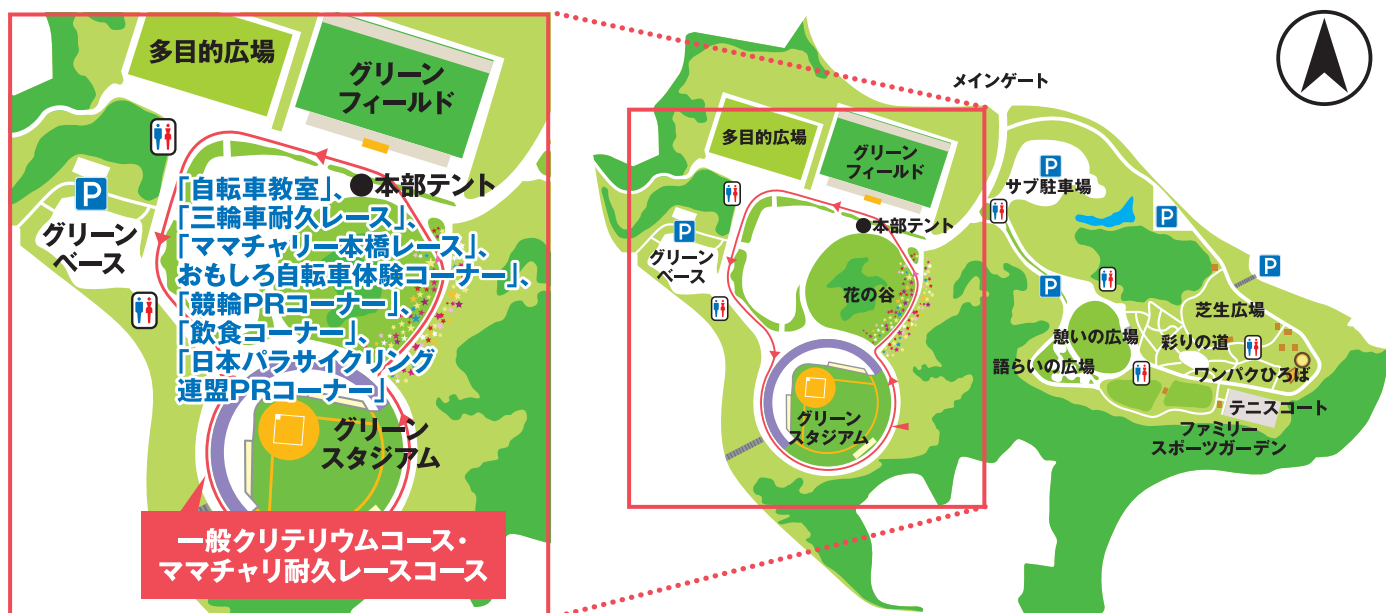 多目的広場
グリーン
フィールド
P
グリーン
ベース
●本部テント
「自転車教室」、
「三輪車耐久レース」、
「ママチャリー本橋レース」、
おもしろ自転車体験コーナー」、
「競輪PRコーナー」、
「飲食コーナー」、
「日本パラサイクリング
連盟PRコーナー」
グリーン
スタジアム
一般クリテリウムコース・
ママチャリ耐久レースコース
メインゲート
多目的広場
グリーン
フィールド
P
サブ駐車場
P
●本部テント
P
グリーン
ベース
P
P
花の谷
芝生広場
憩いの広場
彩りの道
語らいの広場
ワンパクひろば
テニスコート
グリーン
スタジアム
ファミリー
スポーツガーデン